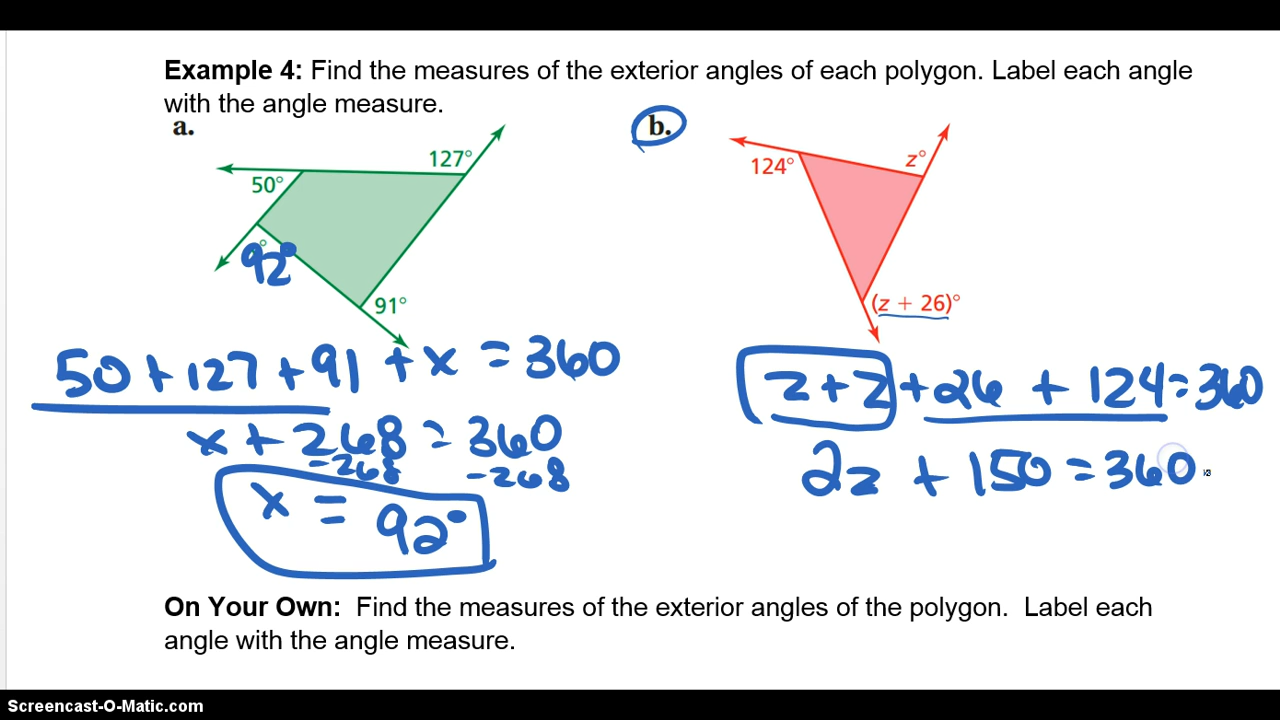 Example 4: Find the measures of the exterior angles of each polygon. Label each angle
with the angle measure.
a.
b.
127°
50°
92°
91°
124°
z°
(z + 26)°
50 + 127 + 91 + x = 360
x + 268 = 360
-268 -268
x = 92°
z + z + 26 + 124 = 360
2z + 150 = 360
On Your Own: Find the measures of the exterior angles of the polygon. Label each
angle with the angle measure.
Screencast-O-Matic.com